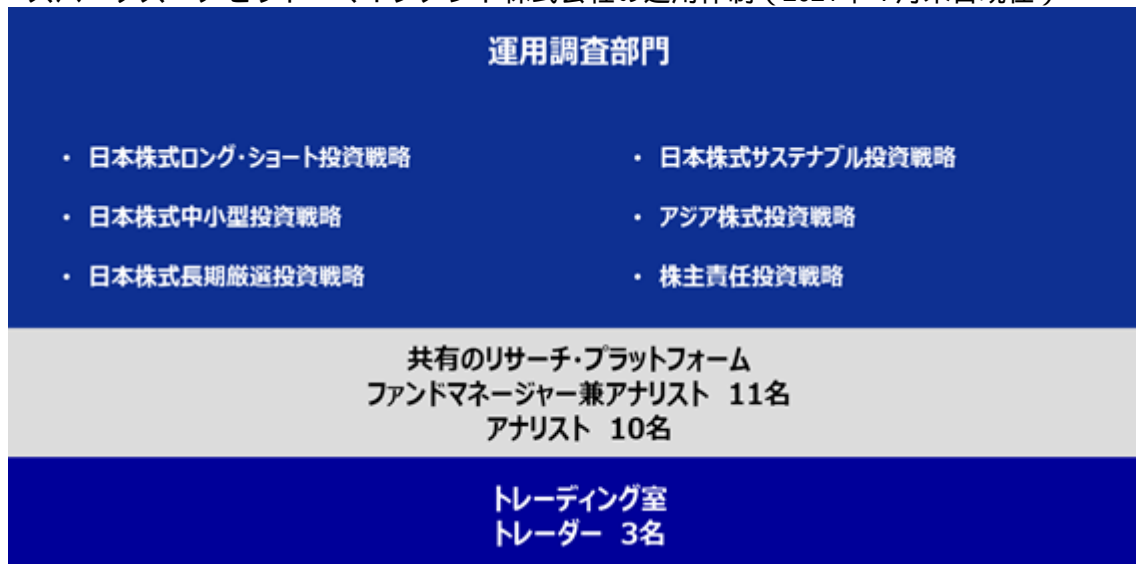 運用調査部門
・ 日本株式ロング・ショート投資戦略
・ 日本株式サステナブル投資戦略
・ 日本株式中小型投資戦略
・ アジア株式投資戦略
・ 日本株式長期厳選投資戦略
・ 株主責任投資戦略
共有のリサーチ・プラットフォーム
ファンドマネージャー兼アナリスト 11名
アナリスト 10名
トレーディング室
トレーダー 3名